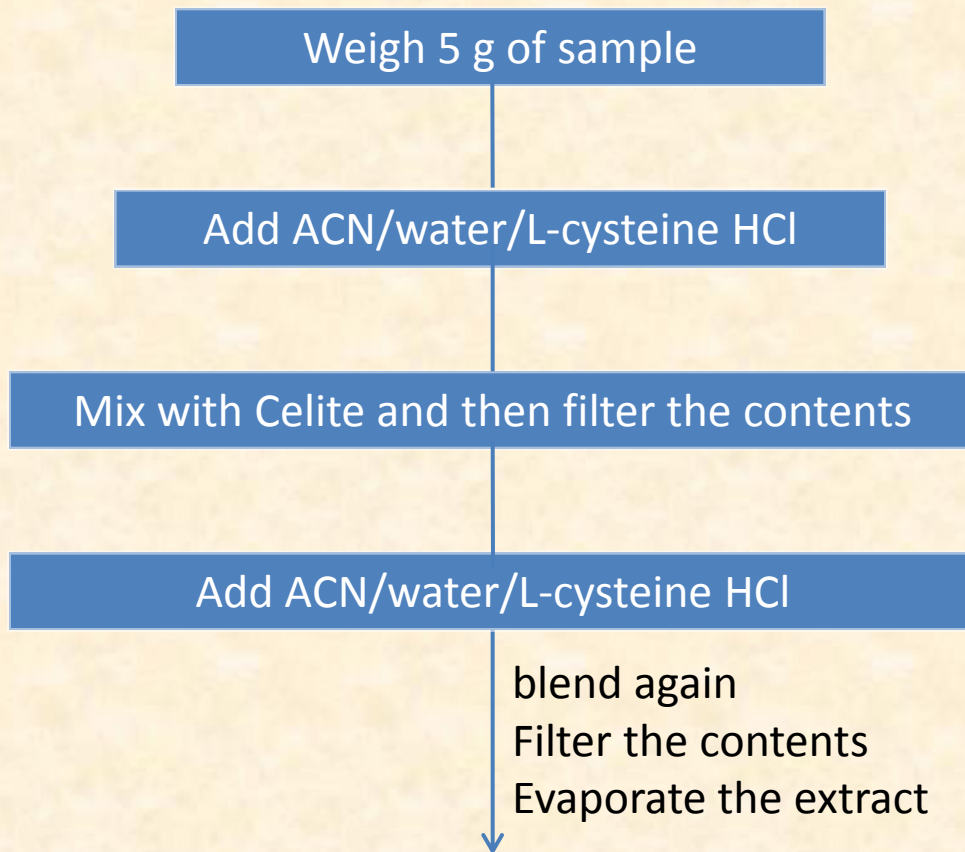 Weigh 5 g of sample
Add ACN/water/L-cysteine HCl
Mix with Celite and then filter the contents
Add ACN/water/L-cysteine HCl
blend again
Filter the contents
Evaporate the extract